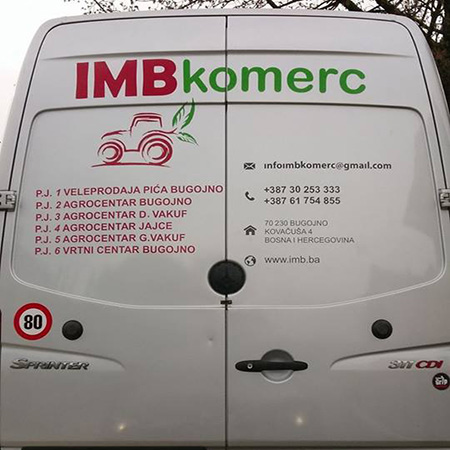 IMBkomerc
P.J. 1 VELEPRODAJA PIĆA BUGOJNO
P.J. 2 AGROCENTAR BUGOJNO
P.J. 3 AGROCENTAR D. VAKUF
P.J. 4 AGROCENTAR JAJCE
P.J. 5 AGROCENTAR G.VAKUF
P.J. 6 VRTNI CENTAR BUGOJNO
infoimbkomerc@gmail.com
+387 30 253 333
+387 61 754 855
70 230 BUGOJNO
KOVAČUŠA 4
BOSNA I HERCEGOVINA
www.imb.ba
80
SPRINTER
CDI